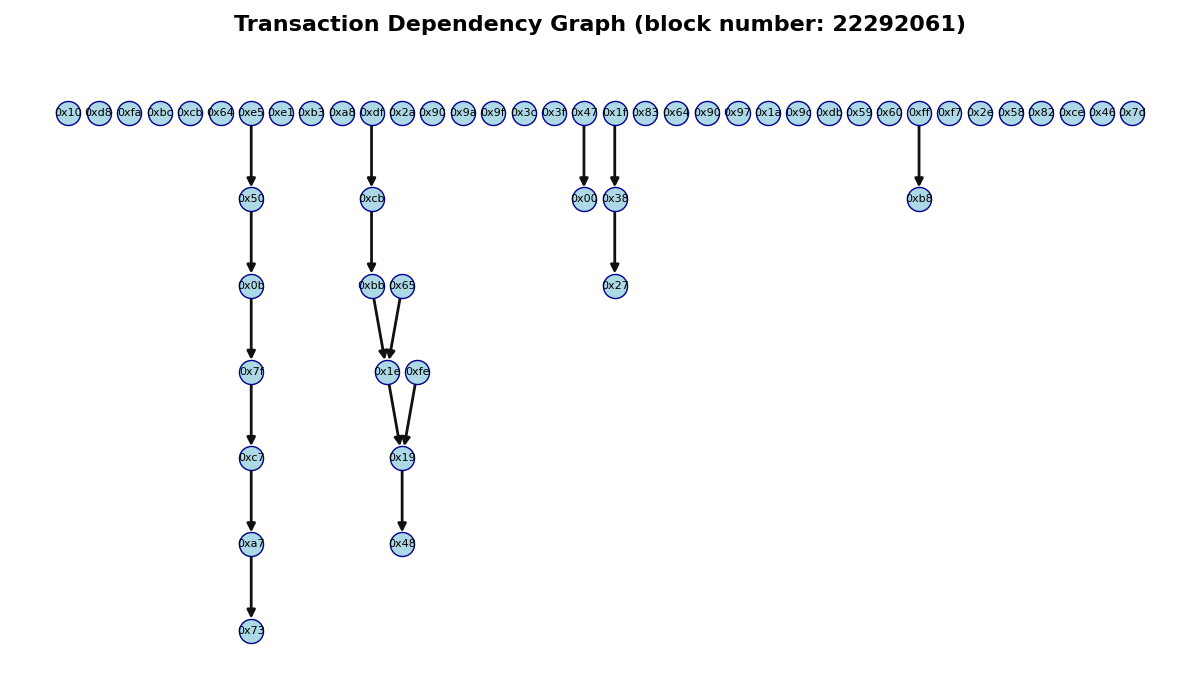 Transaction Dependency Graph (block number: 22292061)
0x10 0xd8 0xfa 0xbc 0xcb 0x64 0xe5 0xe1 0xb3 0xa8 0xdf 0x2a 0x90 0x9a 0x9f 0x3c 0x3f 0x47 0x1f 0x83 0x64 0x90 0x97 0x1a 0x9c 0xdb 0x59 0x60 0xff 0xf7 0x2e 0x58 0x82 0xce 0x46
0x50 0xcb 0x00 0x38 0xb8
0x0b 0xbb 0x65 0x27
0x7f 0x1e 0xfe
0xc7 0x19
0xa7 0x48
0x73